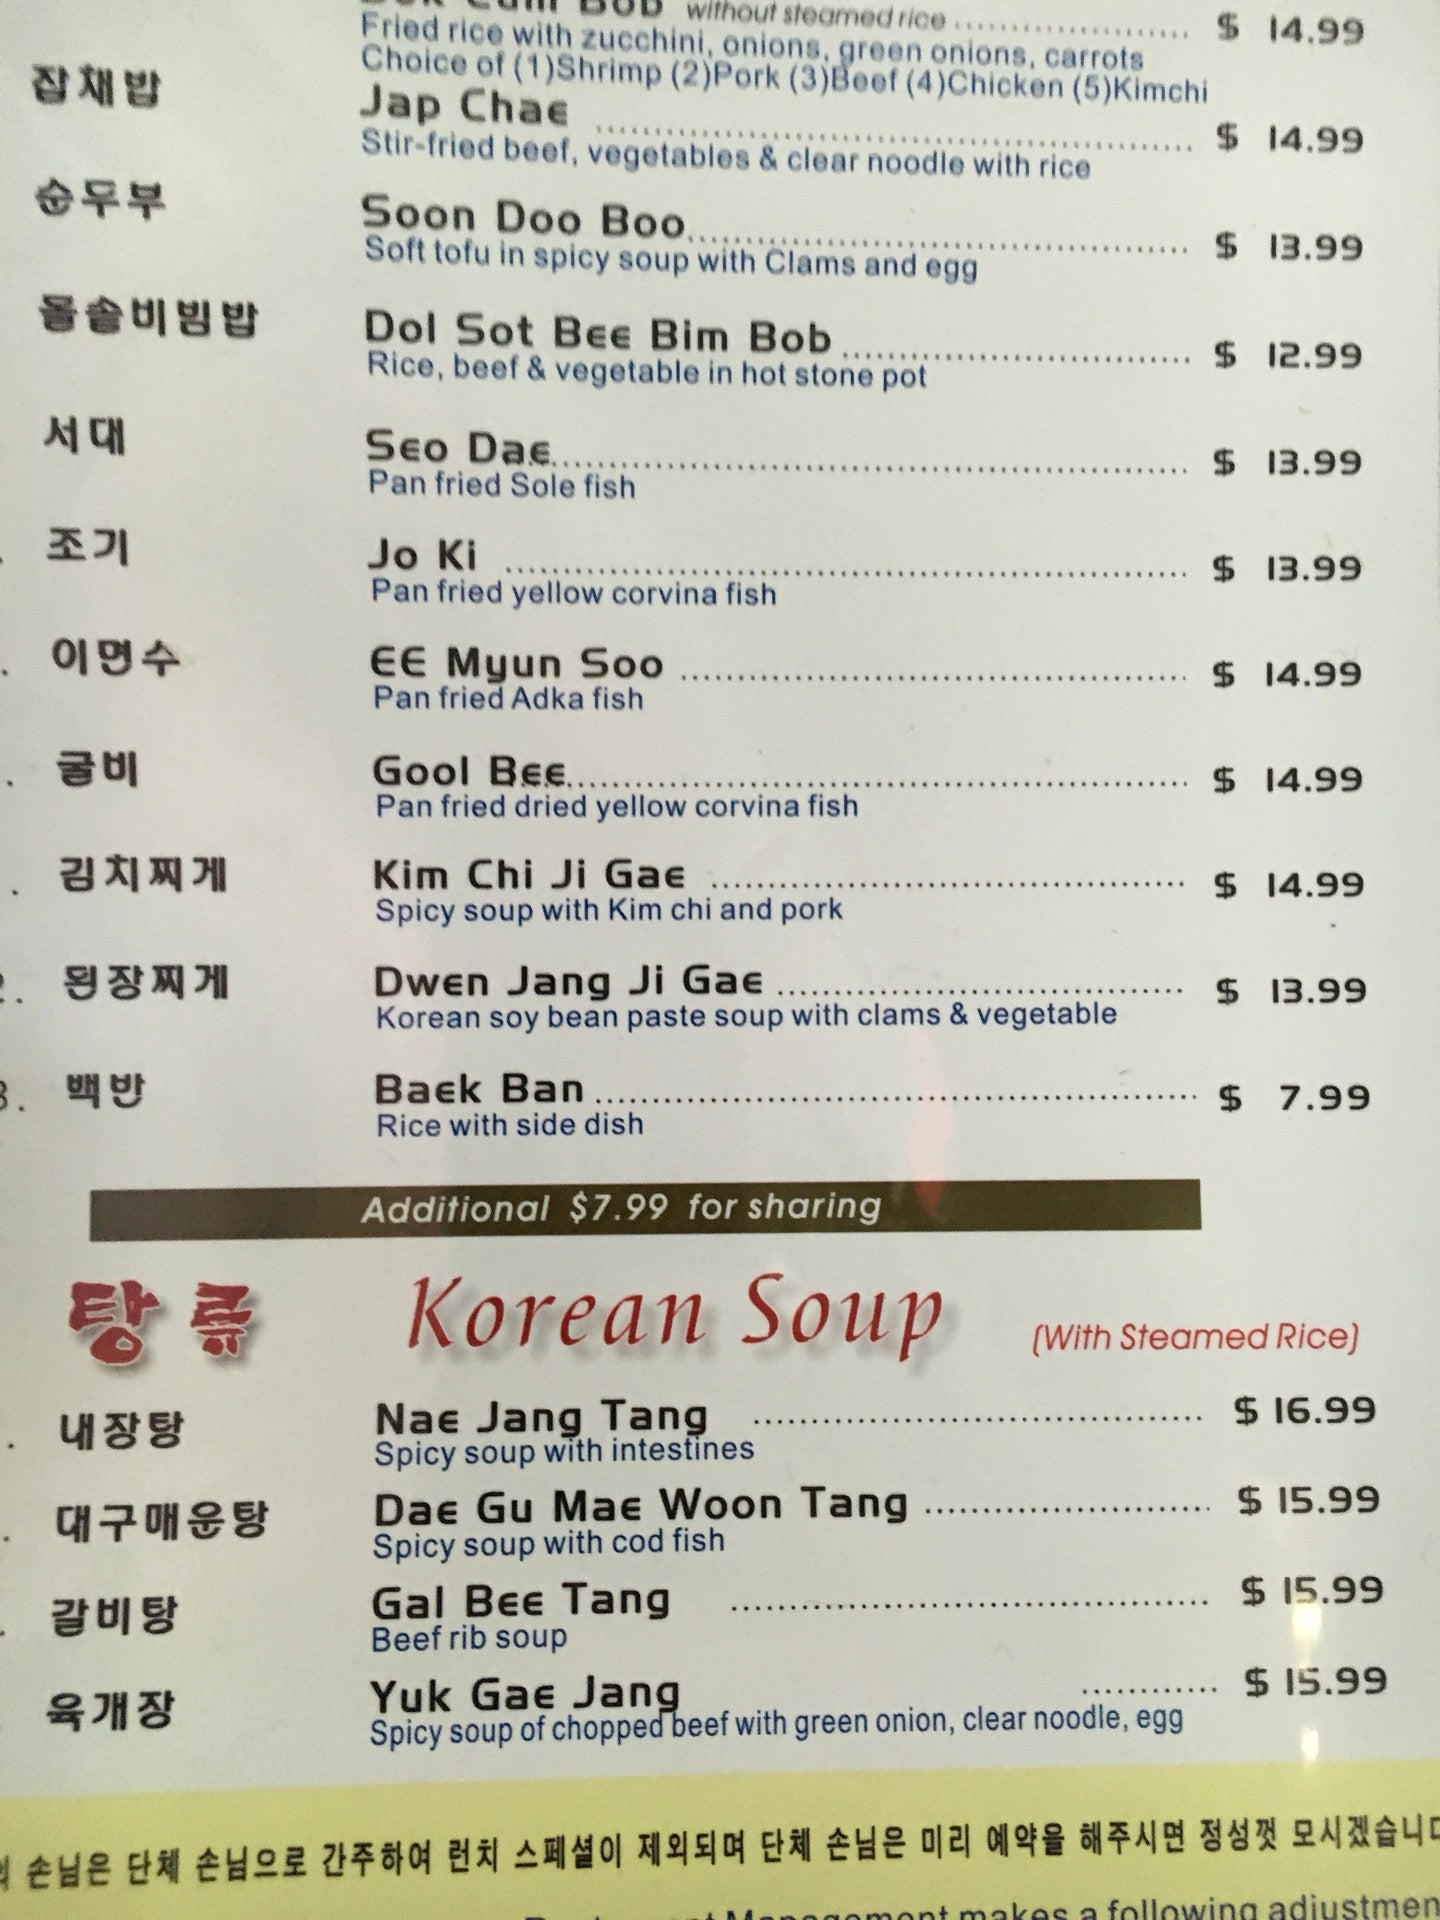 Bob without steamed rice ........ $ 14.99
Fried rice with zucchini, onions, green onions, carrots
Choice of (1)Shrimp (2)Pork (3)Beef (4)Chicken (5)Kimchi
잡채밥 Jap Chae ........ $ 14.99
Stir-fried beef, vegetables & clear noodle with rice
순두부 Soon Doo Boo ........ $ 13.99
Soft tofu in spicy soup with Clams and egg
돌솥비빔밥 Dol Sot Bee Bim Bob ........ $ 12.99
Rice, beef & vegetable in hot stone pot
서대 Seo Dae ........ $ 13.99
Pan fried Sole fish
조기 Jo Ki ........ $ 13.99
Pan fried yellow corvina fish
이면수 EE Myun Soo ........ $ 14.99
Pan fried Adka fish
굴비 Gool Bee ........ $ 14.99
Pan fried dried yellow corvina fish
김치찌게 Kim Chi Ji Gae ........ $ 14.99
Spicy soup with Kim chi and pork
2. 된장찌게 Dwen Jang Ji Gae ........ $ 13.99
Korean soy bean paste soup with clams & vegetable
3. 백반 Baek Ban ........ $ 7.99
Rice with side dish
Additional $7.99 for sharing
탕류 Korean Soup (With Steamed Rice)
내장탕 Nae Jang Tang ........ $ 16.99
Spicy soup with intestines
대구매운탕 Dae Gu Mae Woon Tang ........ $ 15.99
Spicy soup with cod fish
갈비탕 Gal Bee Tang ........ $ 15.99
Beef rib soup
육개장 Yuk Gae Jang ........ $ 15.99
Spicy soup of chopped beef with green onion, clear noodle, egg
손님은 단체 손님으로 간주하여 런치 스페셜이 제외되며 단체 손님은 미리 예약을 해주시면 정성껏 모시겠습니다
Management makes a following adjustmen